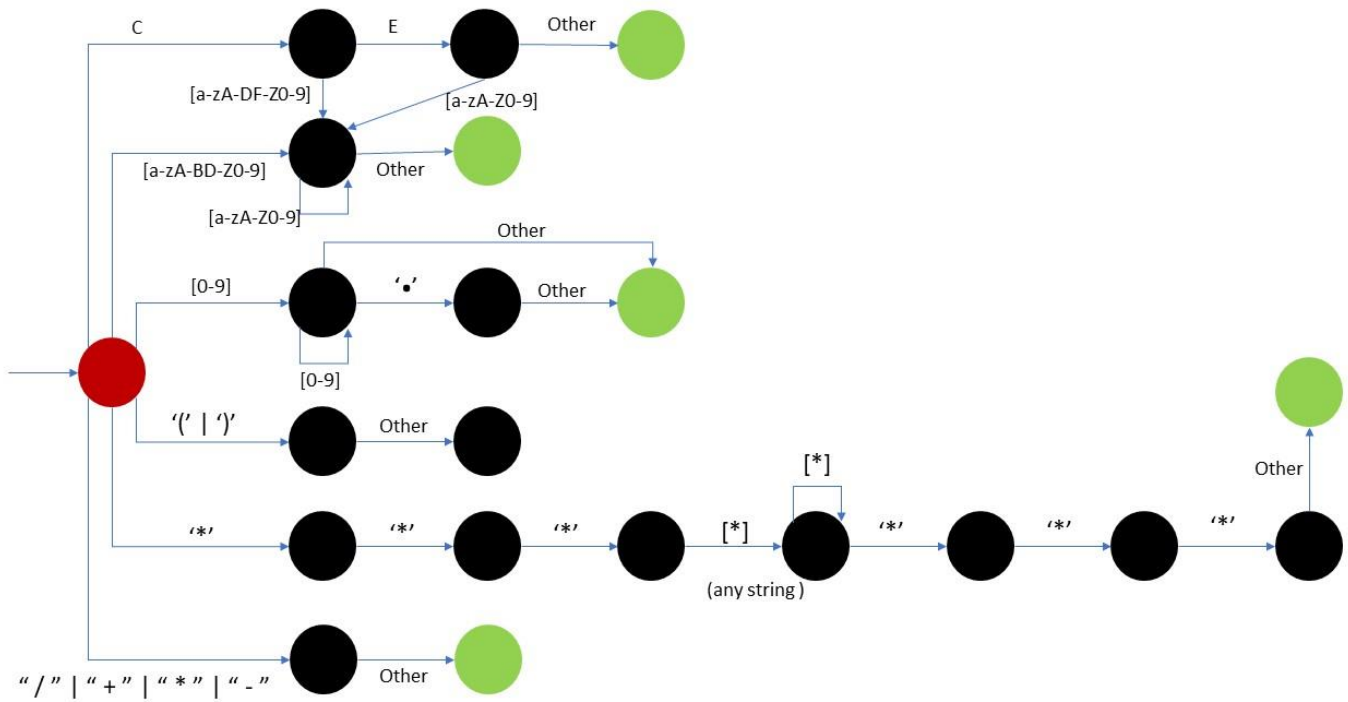 C
E
Other
[a-zA-DF-Z0-9]
[a-zA-Z0-9]
[a-zA-BD-Z0-9]
Other
[a-zA-Z0-9]
Other
[0-9]
‘•’
Other
[0-9]
‘(’ | ‘)’
Other
[*]
Other
‘*’
‘*’
‘*’
[*]
‘*’
‘*’
‘*’
(any string )
Other
“ / ” | “ + ” | “ * ” | “ - ”